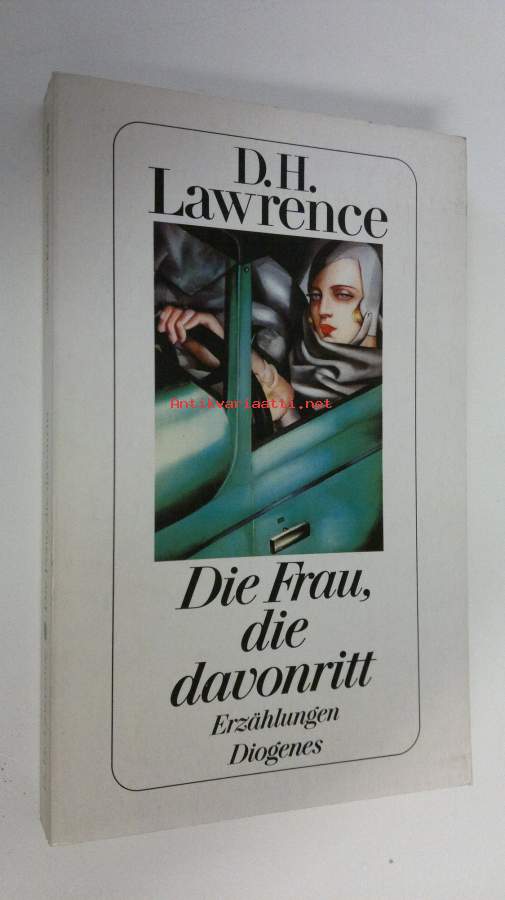 D.H.
Lawrence
Antikvariaatti.net
Die Frau,
die
davonritt
Erzählungen
Diogenes